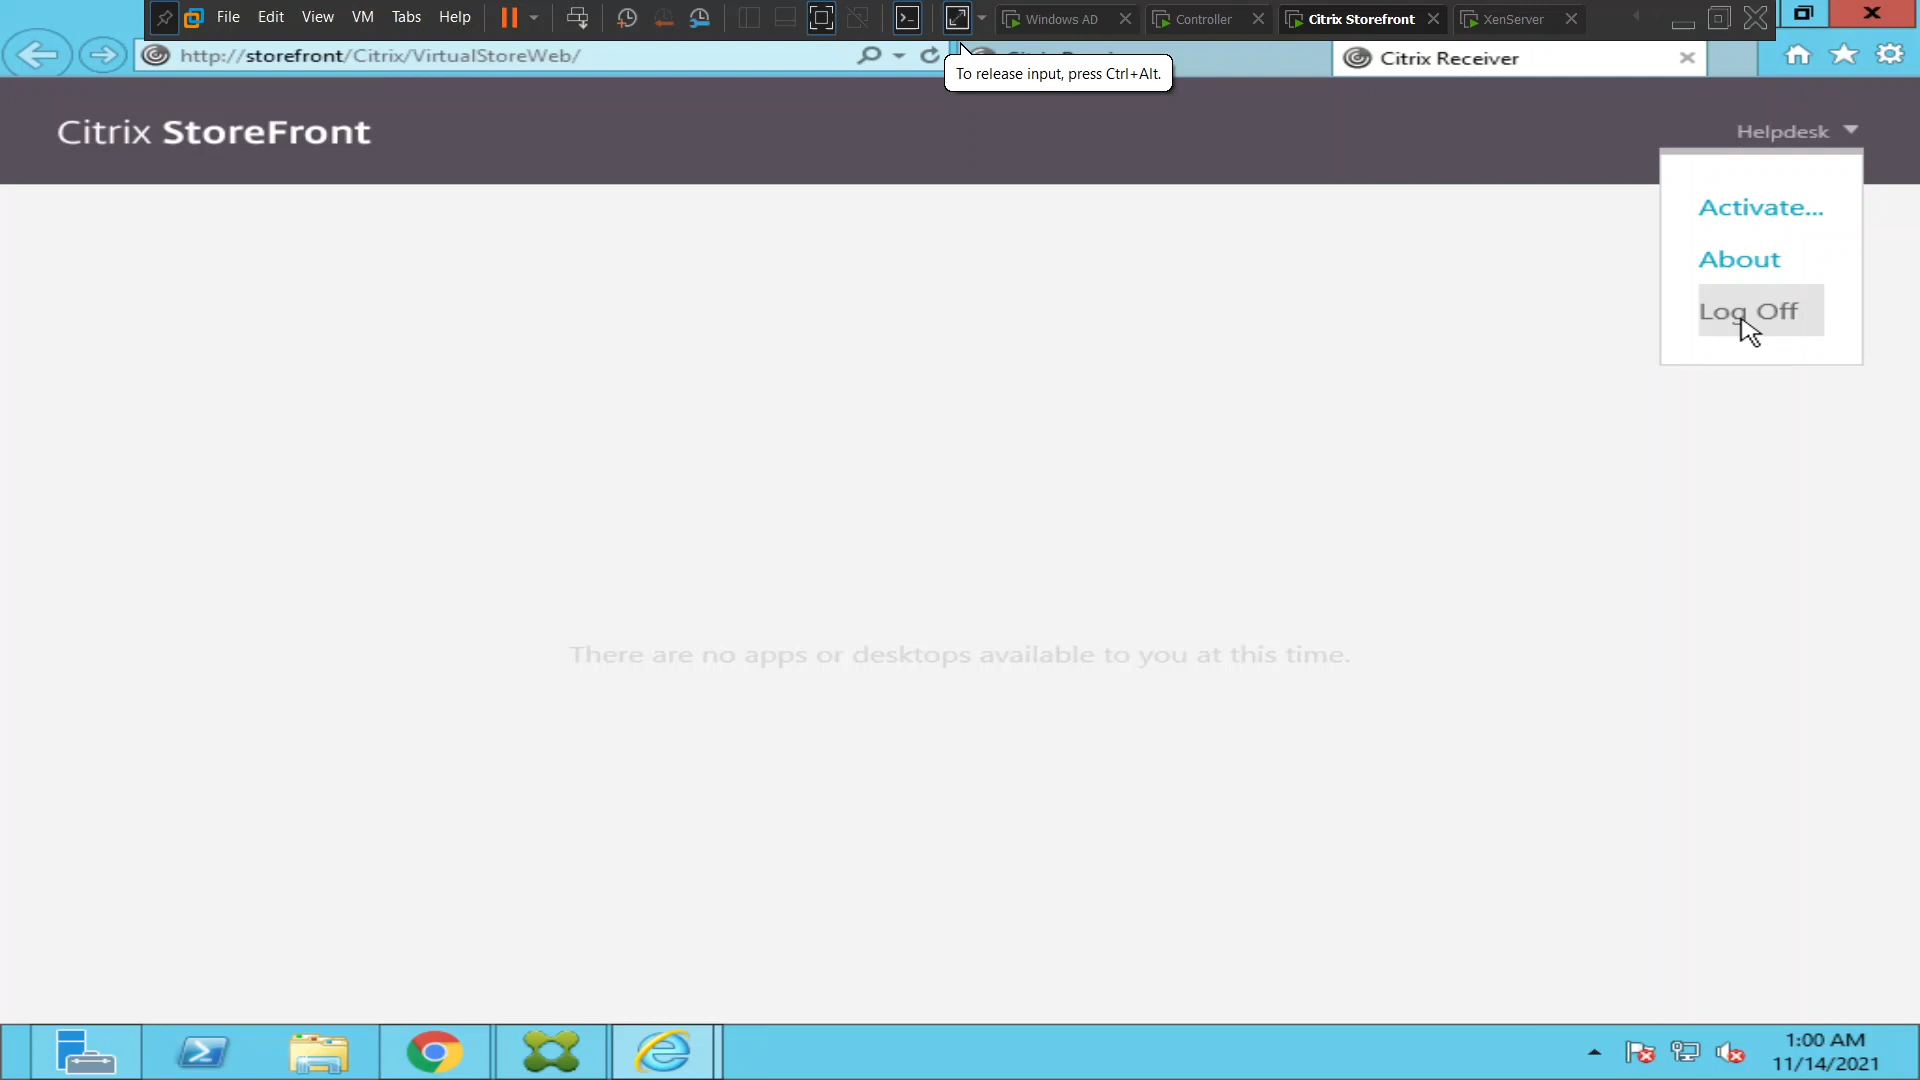 File Edit View VM Tabs Help Windows AD Controller Citrix Storefront XenServer
http://storefront/Citrix/VirtualStoreWeb/ Citrix Receiver
To release input, press Ctrl+Alt.
Citrix StoreFront Helpdesk
Activate...
About
Log Off
There are no apps or desktops available to you at this time.
1:00 AM
11/14/2021